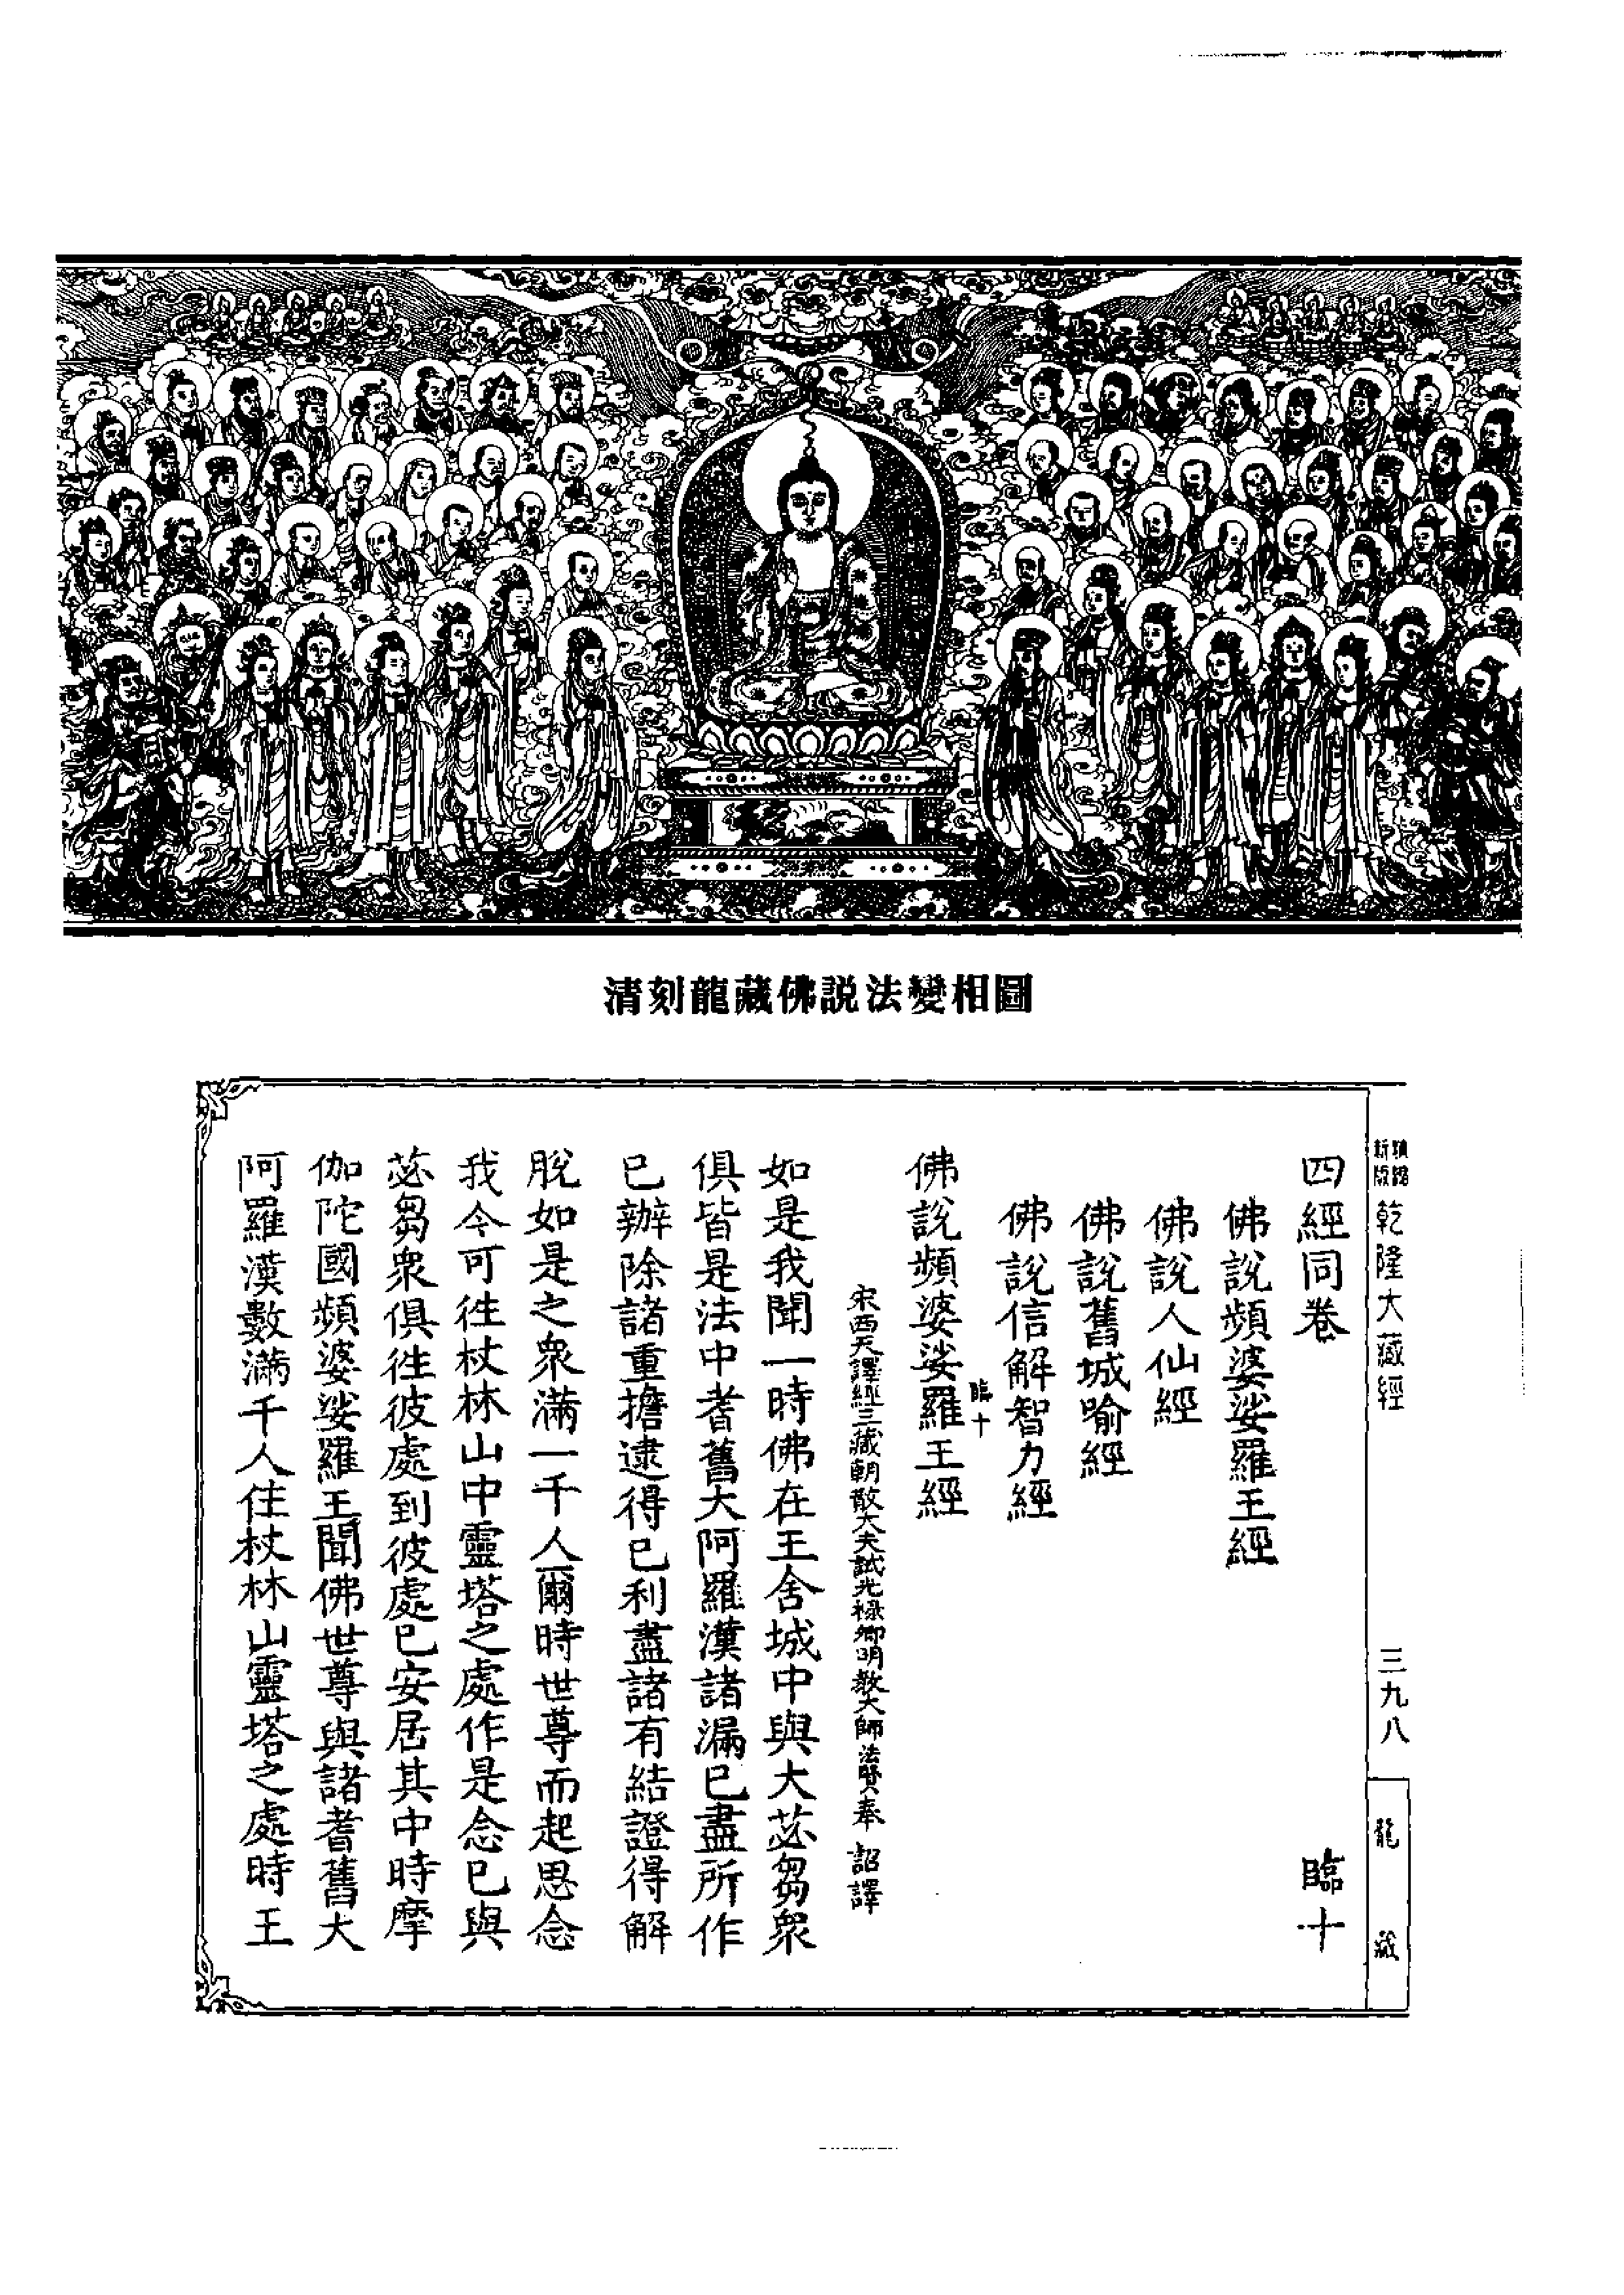 清刻龍藏佛説法變相圖
新版
乾隆大藏經
三九八
龍藏
四經同卷
臨十
佛說頻婆娑羅王經
佛說人仙經
佛說舊城喻經
佛說信解智力經
臨十
佛說頻婆娑羅王經
宋西天譯經三藏朝散大夫試光祿卿明教大師法賢奉 詔譯
如是我聞一時佛在王舍城中與大苾芻衆
俱皆是法中耆舊大阿羅漢諸漏已盡所作
已辦除諸重擔逮得已利盡諸有結證得解
脫如是之衆滿一千人爾時世尊而起思念
我今可往杖林山中靈塔之處作是念已與
苾芻衆俱往彼處到彼處已安居其中時摩
伽陀國頻婆娑羅王聞佛世尊與諸耆舊大
阿羅漢數滿千人住杖林山靈塔之處時王